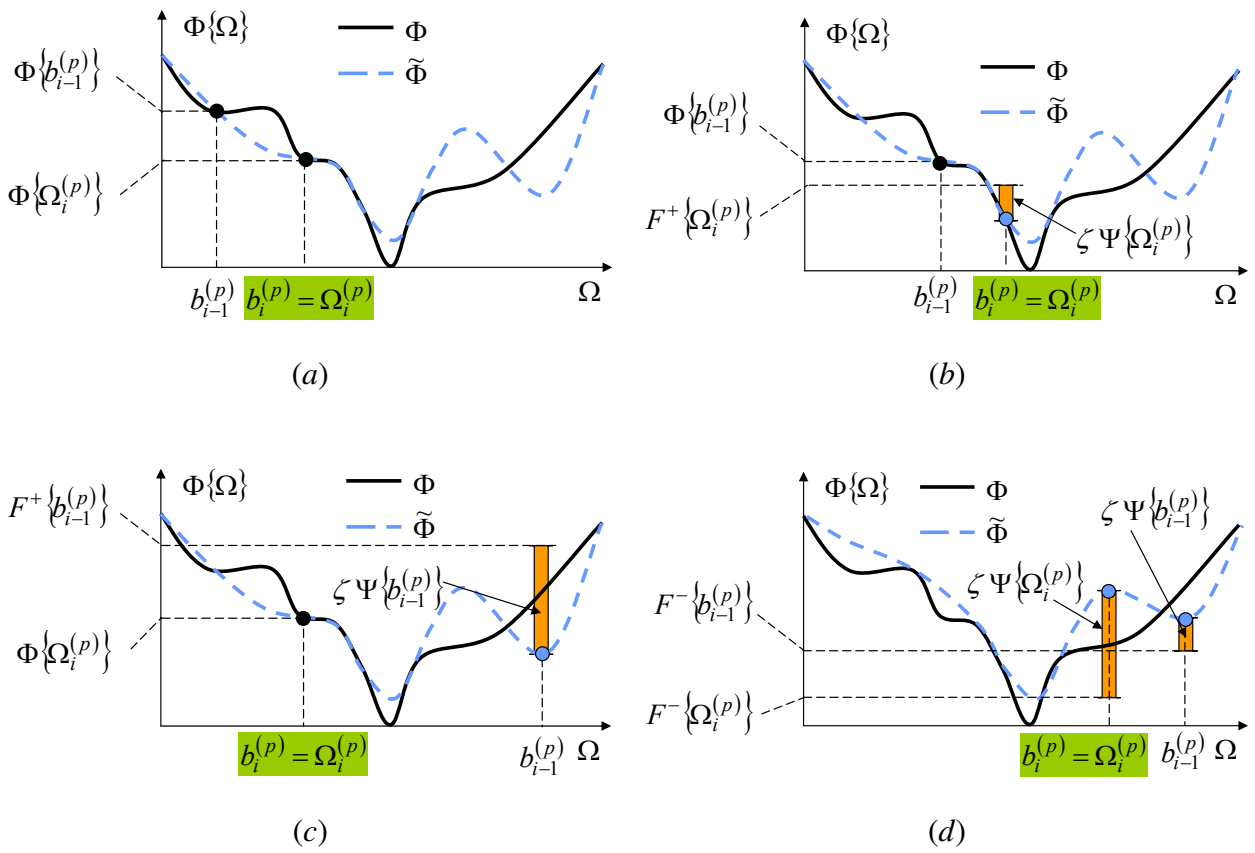 Φ{Ω}
Φ
Φ̃
Φ{b_{i-1}^{(p)}}
Φ{Ω_i^{(p)}}
b_{i-1}^{(p)}
b_i^{(p)} = Ω_i^{(p)}
Ω
(a)
Φ{Ω}
Φ
Φ̃
Φ{b_{i-1}^{(p)}}
F^+{Ω_i^{(p)}}
ζ Ψ{Ω_i^{(p)}}
b_{i-1}^{(p)}
b_i^{(p)} = Ω_i^{(p)}
Ω
(b)
Φ{Ω}
Φ
Φ̃
F^+{b_{i-1}^{(p)}}
ζ Ψ{b_{i-1}^{(p)}}
Φ{Ω_i^{(p)}}
b_i^{(p)} = Ω_i^{(p)}
b_{i-1}^{(p)}
Ω
(c)
Φ{Ω}
Φ
Φ̃
ζ Ψ{b_{i-1}^{(p)}}
ζ Ψ{Ω_i^{(p)}}
F^-{b_{i-1}^{(p)}}
F^-{Ω_i^{(p)}}
b_i^{(p)} = Ω_i^{(p)}
b_{i-1}^{(p)}
Ω
(d)